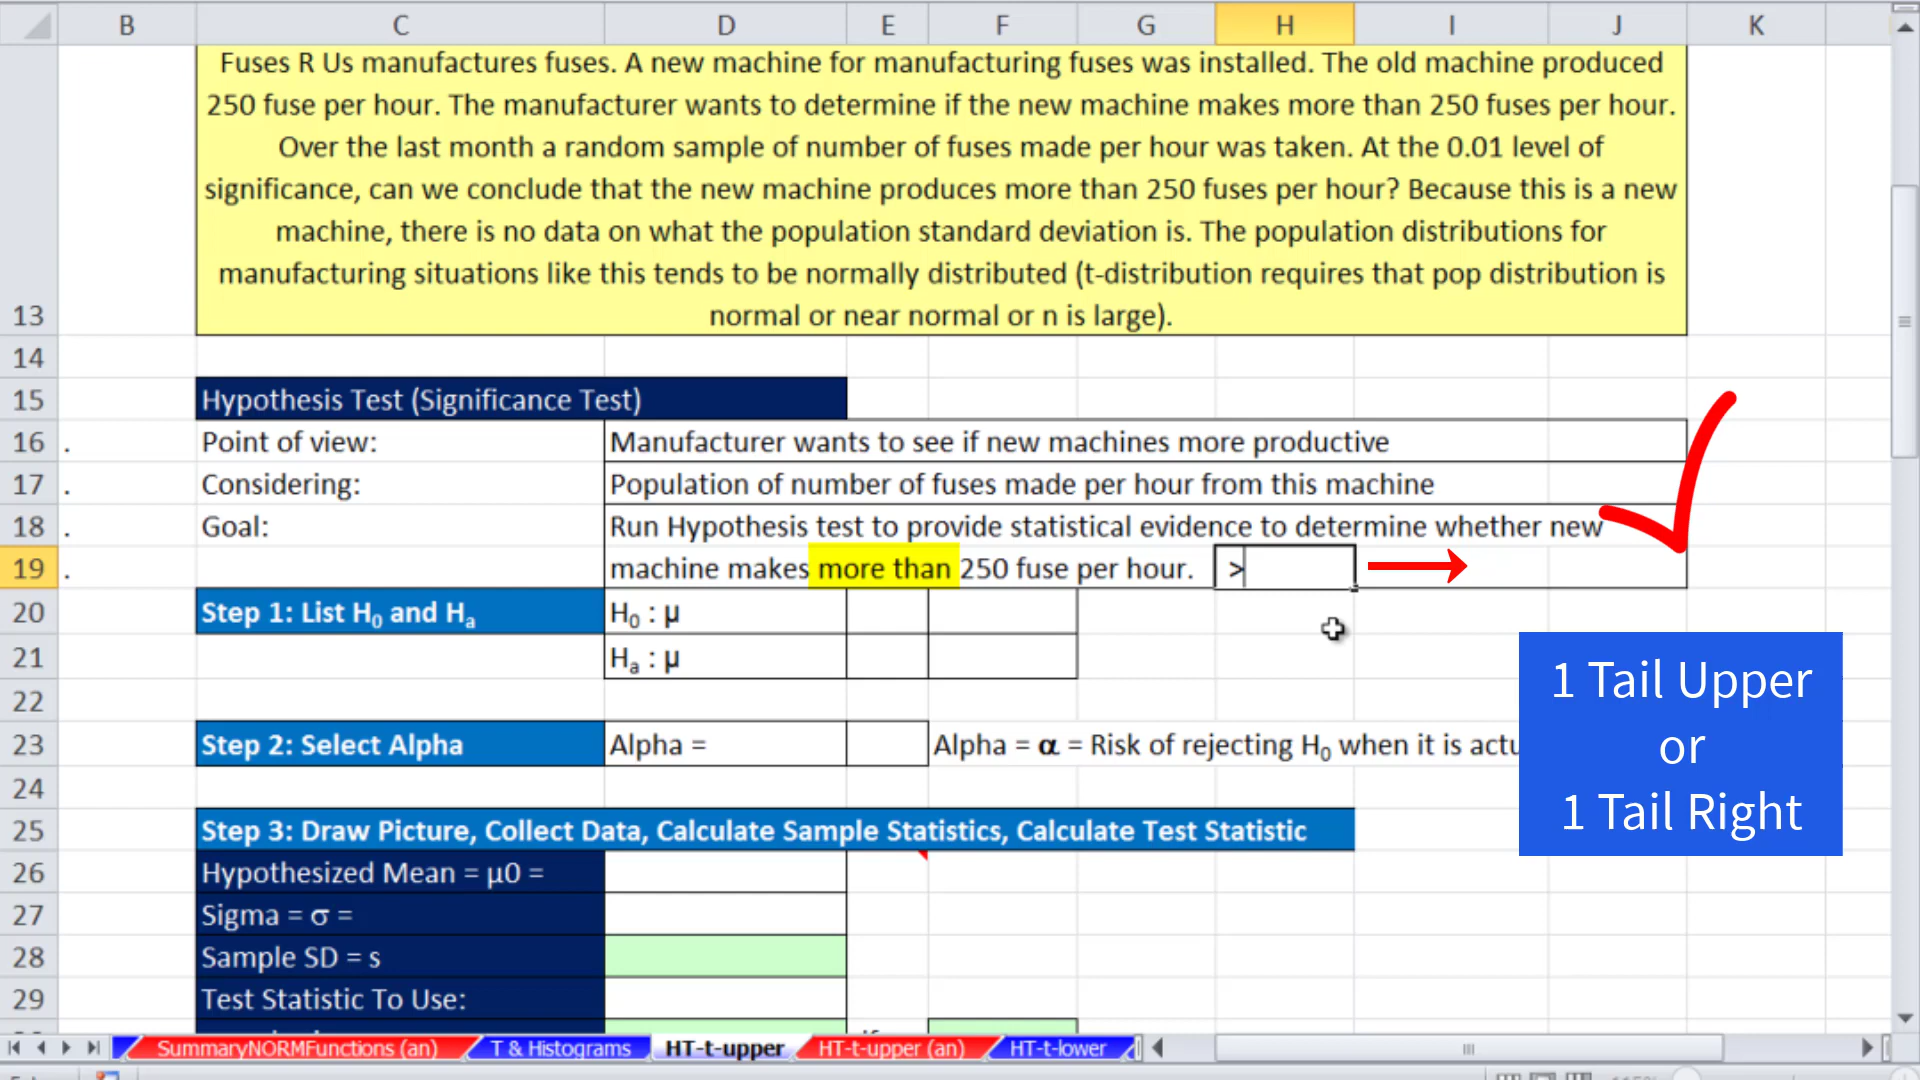 B C D E F G H I J K
Fuses R Us manufactures fuses. A new machine for manufacturing fuses was installed. The old machine produced
250 fuse per hour. The manufacturer wants to determine if the new machine makes more than 250 fuses per hour.
Over the last month a random sample of number of fuses made per hour was taken. At the 0.01 level of
significance, can we conclude that the new machine produces more than 250 fuses per hour? Because this is a new
machine, there is no data on what the population standard deviation is. The population distributions for
manufacturing situations like this tends to be normally distributed (t-distribution requires that pop distribution is
13 normal or near normal or n is large).
14
15 Hypothesis Test (Significance Test)
16 . Point of view: Manufacturer wants to see if new machines more productive
17 . Considering: Population of number of fuses made per hour from this machine
18 . Goal: Run Hypothesis test to provide statistical evidence to determine whether new
19 . machine makes more than 250 fuse per hour. >
20 Step 1: List H0 and Ha H0 : µ
21 Ha : µ
22
23 Step 2: Select Alpha Alpha = Alpha = α = Risk of rejecting H0 when it is actu
1 Tail Upper
or
1 Tail Right
24
25 Step 3: Draw Picture, Collect Data, Calculate Sample Statistics, Calculate Test Statistic
26 Hypothesized Mean = µ0 =
27 Sigma = σ =
28 Sample SD = s
29 Test Statistic To Use:
SummaryNORMFunctions (an) T & Histograms HT-t-upper HT-t-upper (an) HT-t-lower